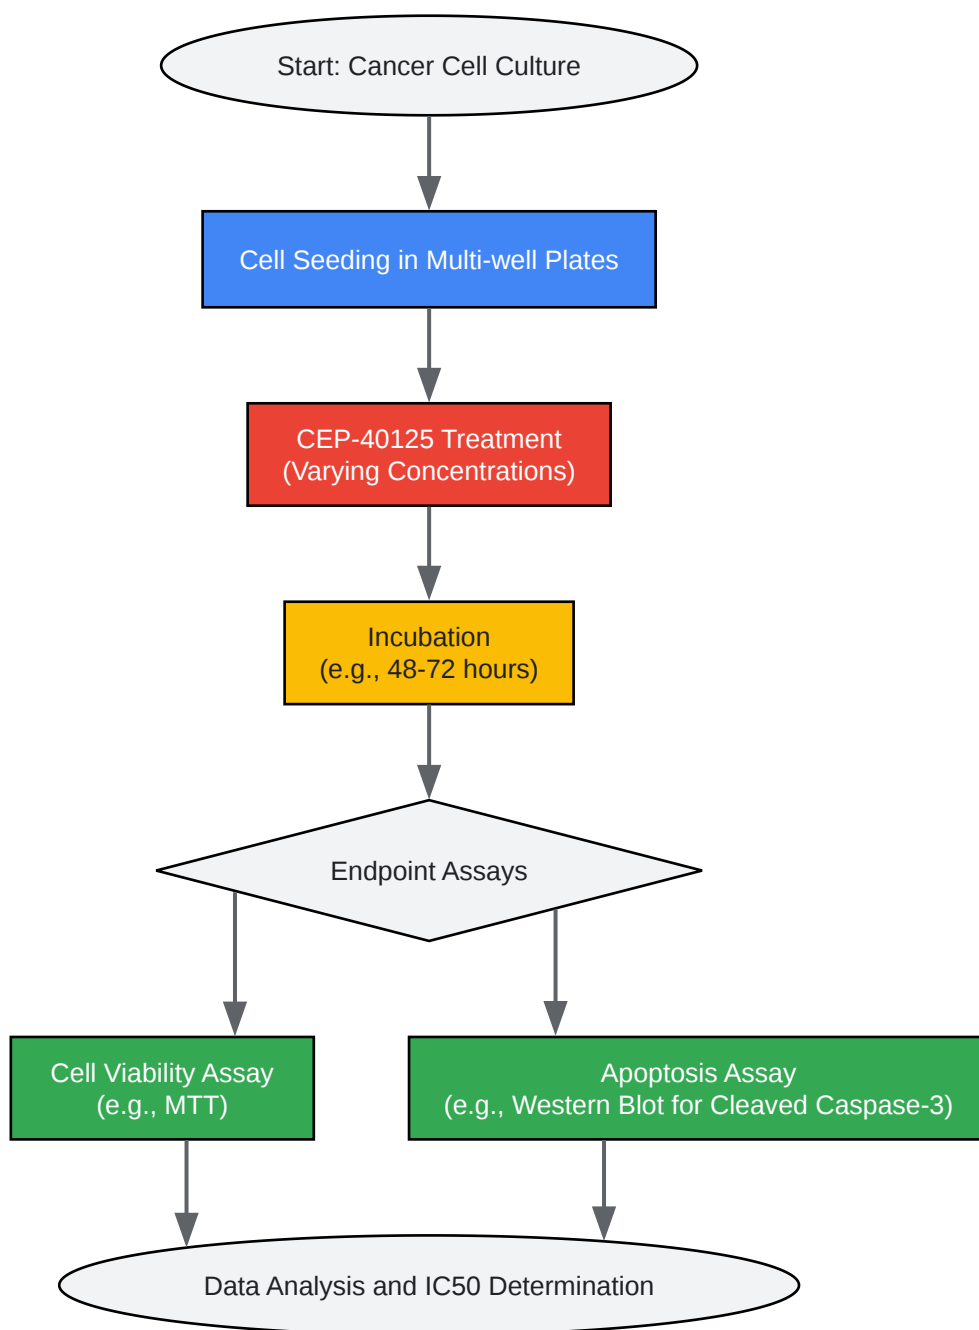 Start: Cancer Cell Culture
Cell Seeding in Multi-well Plates
CEP-40125 Treatment
(Varying Concentrations)
Incubation
(e.g., 48-72 hours)
Endpoint Assays
Cell Viability Assay
(e.g., MTT)
Apoptosis Assay
(e.g., Western Blot for Cleaved Caspase-3)
Data Analysis and IC50 Determination